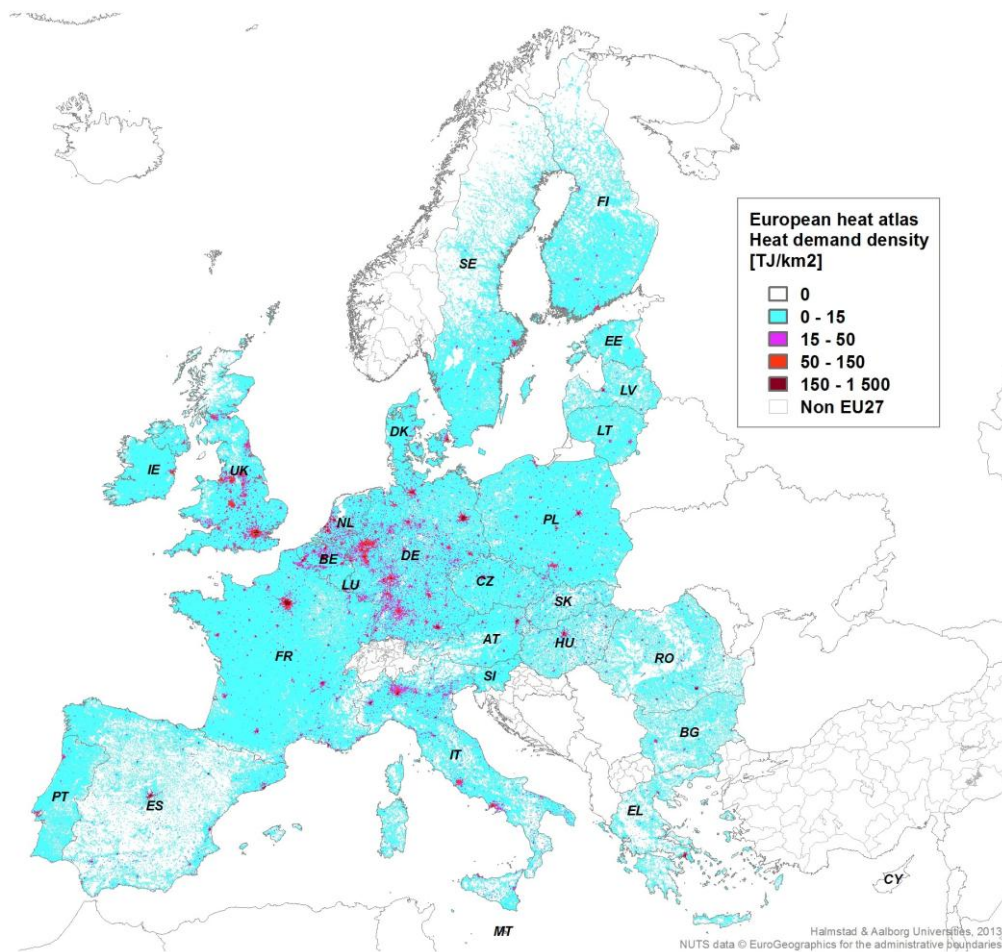 European heat atlas
Heat demand density
[TJ/km2]
0
0 - 15
15 - 50
50 - 150
150 - 1 500
Non EU27
FI
SE
EE
LV
LT
DK
IE
UK
NL
PL
BE
DE
LU
CZ
SK
AT
HU
FR
RO
SI
BG
IT
PT
ES
EL
CY
MT
Halmstad & Aalborg Universities, 2013
NUTS data © EuroGeographics for the administrative boundaries